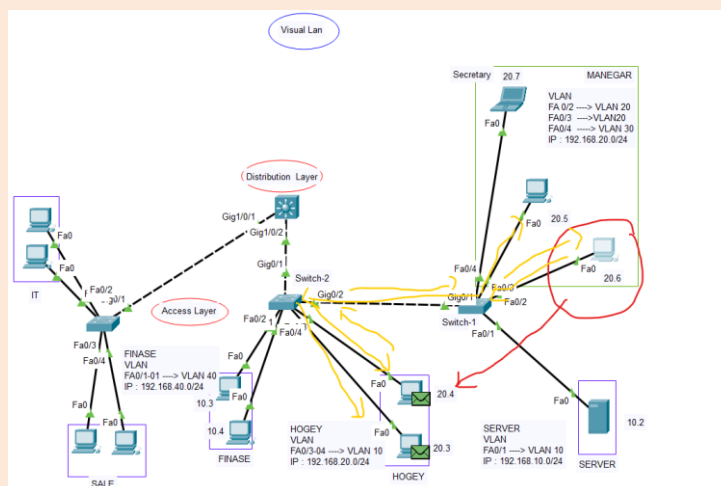 Visual Lan
Secretary
20.7
MANEGAR
VLAN
FA 0/2 ----> VLAN 20
FA0/3 ---->VLAN20
FA0/4 -----> VLAN 30
IP : 192.168.20.0/24
Fa0
Distribution Layer
Gig1/0/1
Gig1/0/2
Fa0
20.5
Fa0
20.6
Fa0
Fa0
IT
Fa0/2
Gig0/1
Switch-2
Gig0/2
Fa0/4
Fa0/3
Gig0/1
Fa0/2
Switch-1
Fa0/1
Access Layer
Fa0/2
Fa0/4
Fa0/3
Fa0/4
FINASE
VLAN
FA0/1-01 ----> VLAN 40
IP : 192.168.40.0/24
Fa0
Fa0
10.3
Fa0
10.4
FINASE
Fa0
Fa0
SALE
HOGEY
VLAN
FA0/3-04 ----> VLAN 10
IP : 192.168.20.0/24
Fa0
20.4
Fa0
20.3
HOGEY
SERVER
VLAN
FA0/1 ----> VLAN 10
IP : 192.168.10.0/24
Fa0
10.2
SERVER